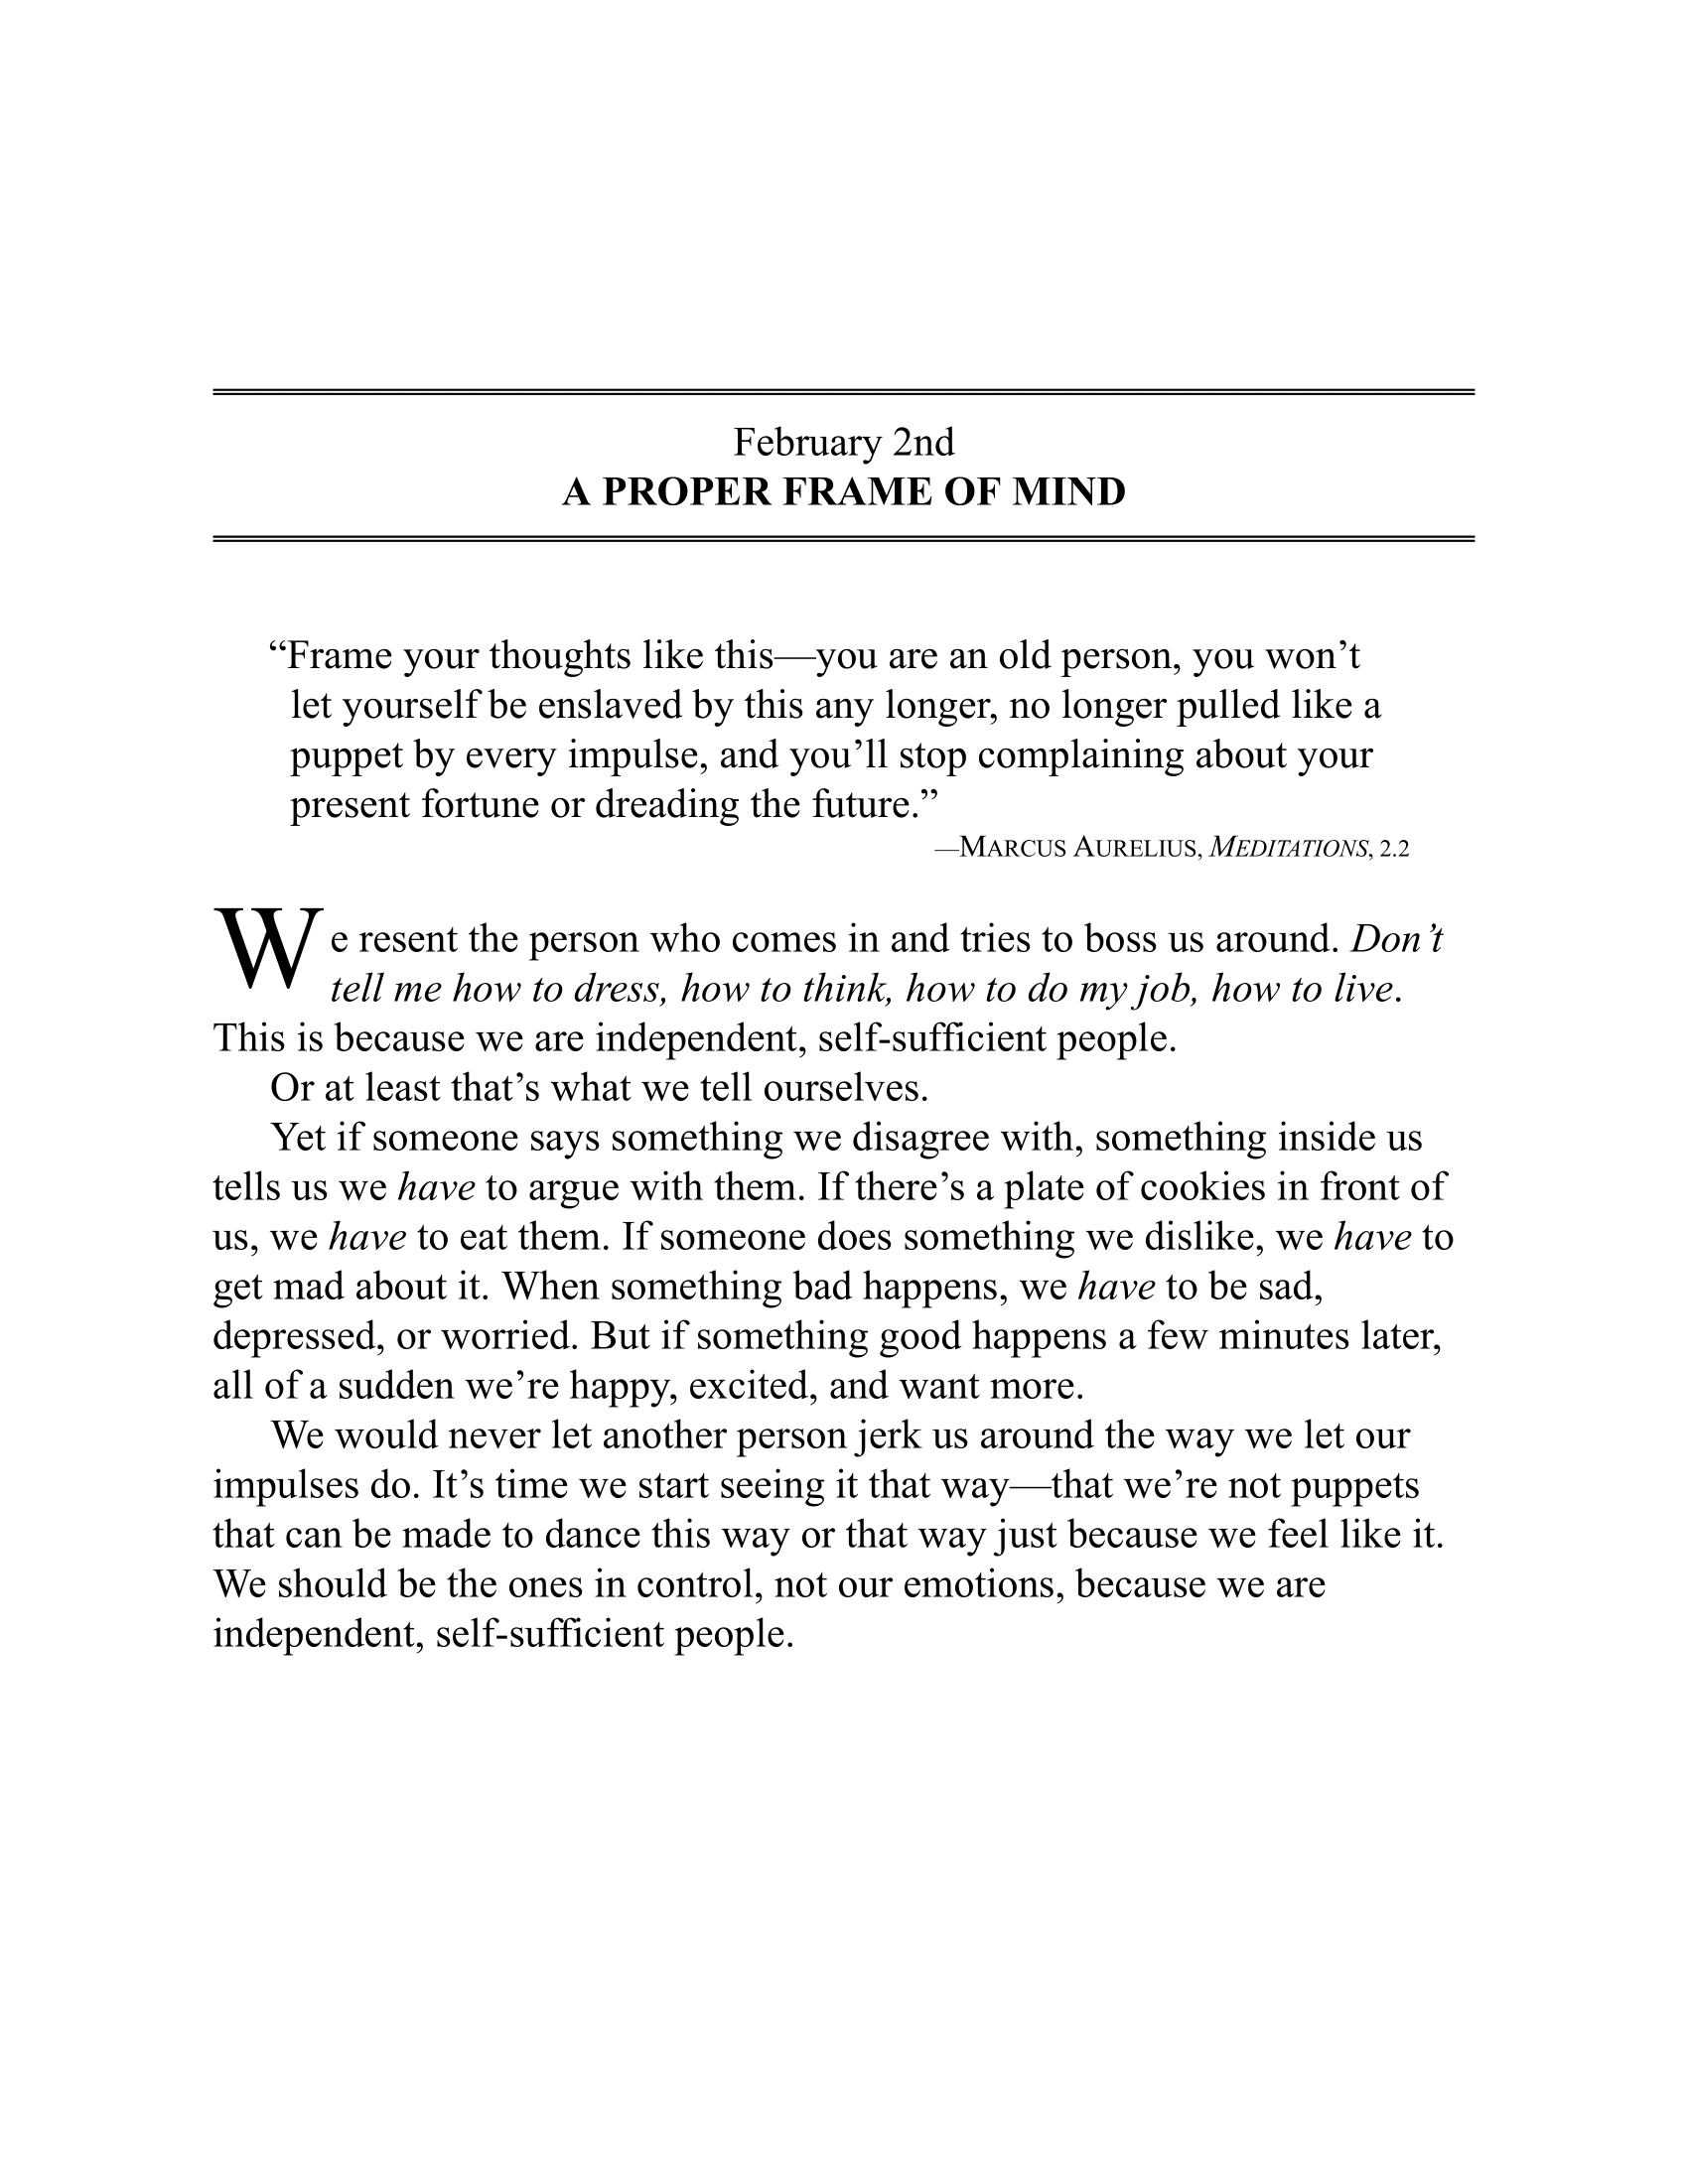 February 2nd
A PROPER FRAME OF MIND
“Frame your thoughts like this—you are an old person, you won’t
let yourself be enslaved by this any longer, no longer pulled like a
puppet by every impulse, and you’ll stop complaining about your
present fortune or dreading the future.”
—MARCUS AURELIUS, MEDITATIONS, 2.2
We resent the person who comes in and tries to boss us around. Don’t
tell me how to dress, how to think, how to do my job, how to live.
This is because we are independent, self-sufficient people.
Or at least that’s what we tell ourselves.
Yet if someone says something we disagree with, something inside us
tells us we have to argue with them. If there’s a plate of cookies in front of
us, we have to eat them. If someone does something we dislike, we have to
get mad about it. When something bad happens, we have to be sad,
depressed, or worried. But if something good happens a few minutes later,
all of a sudden we’re happy, excited, and want more.
We would never let another person jerk us around the way we let our
impulses do. It’s time we start seeing it that way—that we’re not puppets
that can be made to dance this way or that way just because we feel like it.
We should be the ones in control, not our emotions, because we are
independent, self-sufficient people.